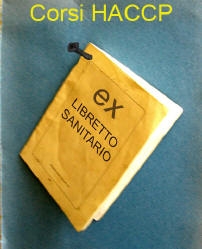 Corsi HACCP
ex
LIBRETTO
SANITARIO